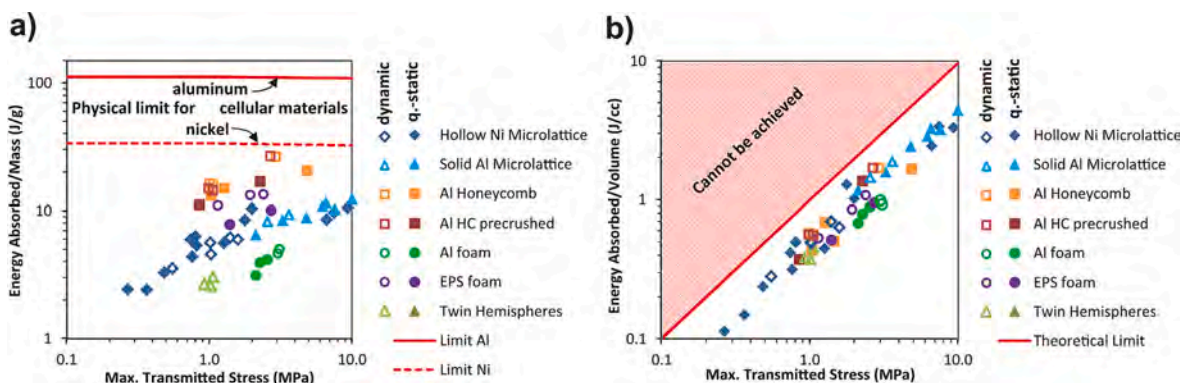 a)
Energy Absorbed/Mass (J/g)
100
10
1
0.1
1.0
10.0
Max. Transmitted Stress (MPa)
aluminum
Physical limit for cellular materials
nickel
dynamic
q.-static
Hollow Ni Microlattice
Solid Al Microlattice
Al Honeycomb
Al HC precrushed
Al foam
EPS foam
Twin Hemispheres
Limit Al
Limit Ni
b)
Energy Absorbed/Volume (J/cc)
10
1
0.1
0.1
1.0
10.0
Max. Transmitted Stress (MPa)
Cannot be achieved
dynamic
q.-static
Hollow Ni Microlattice
Solid Al Microlattice
Al Honeycomb
Al HC precrushed
Al foam
EPS foam
Twin Hemispheres
Theoretical Limit